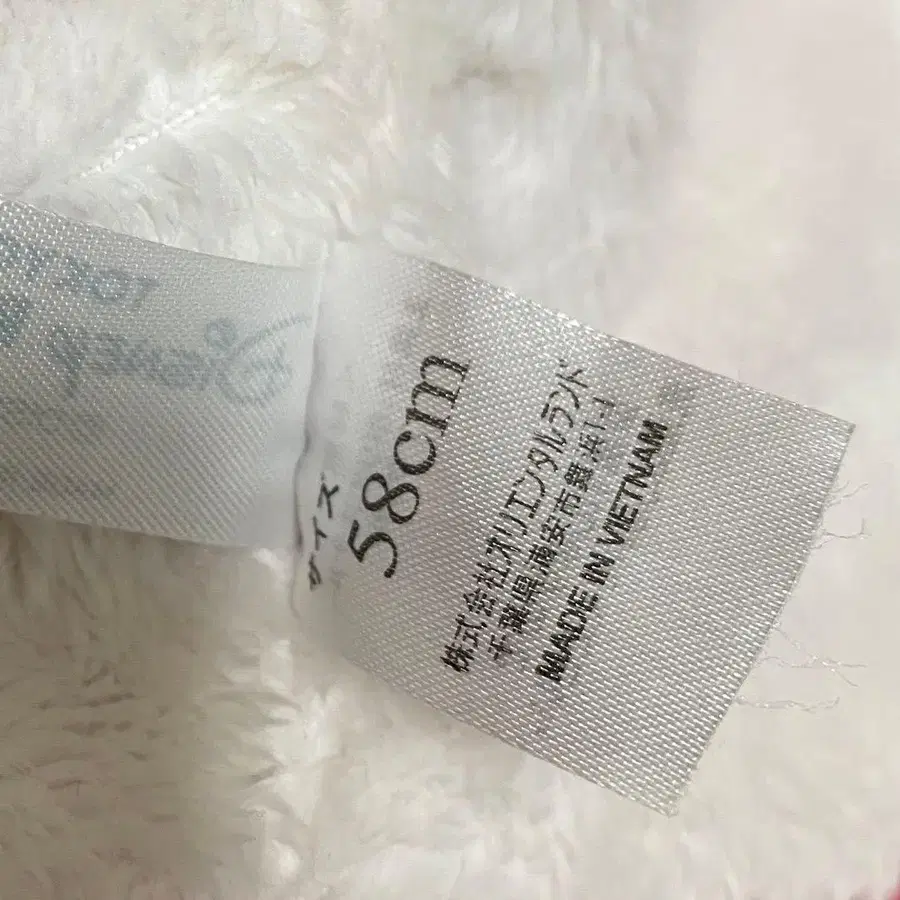 サイズ
58cm
株式会社オリエンタルランド
千葉県浦安市舞浜1-1
MADE IN VIETNAM